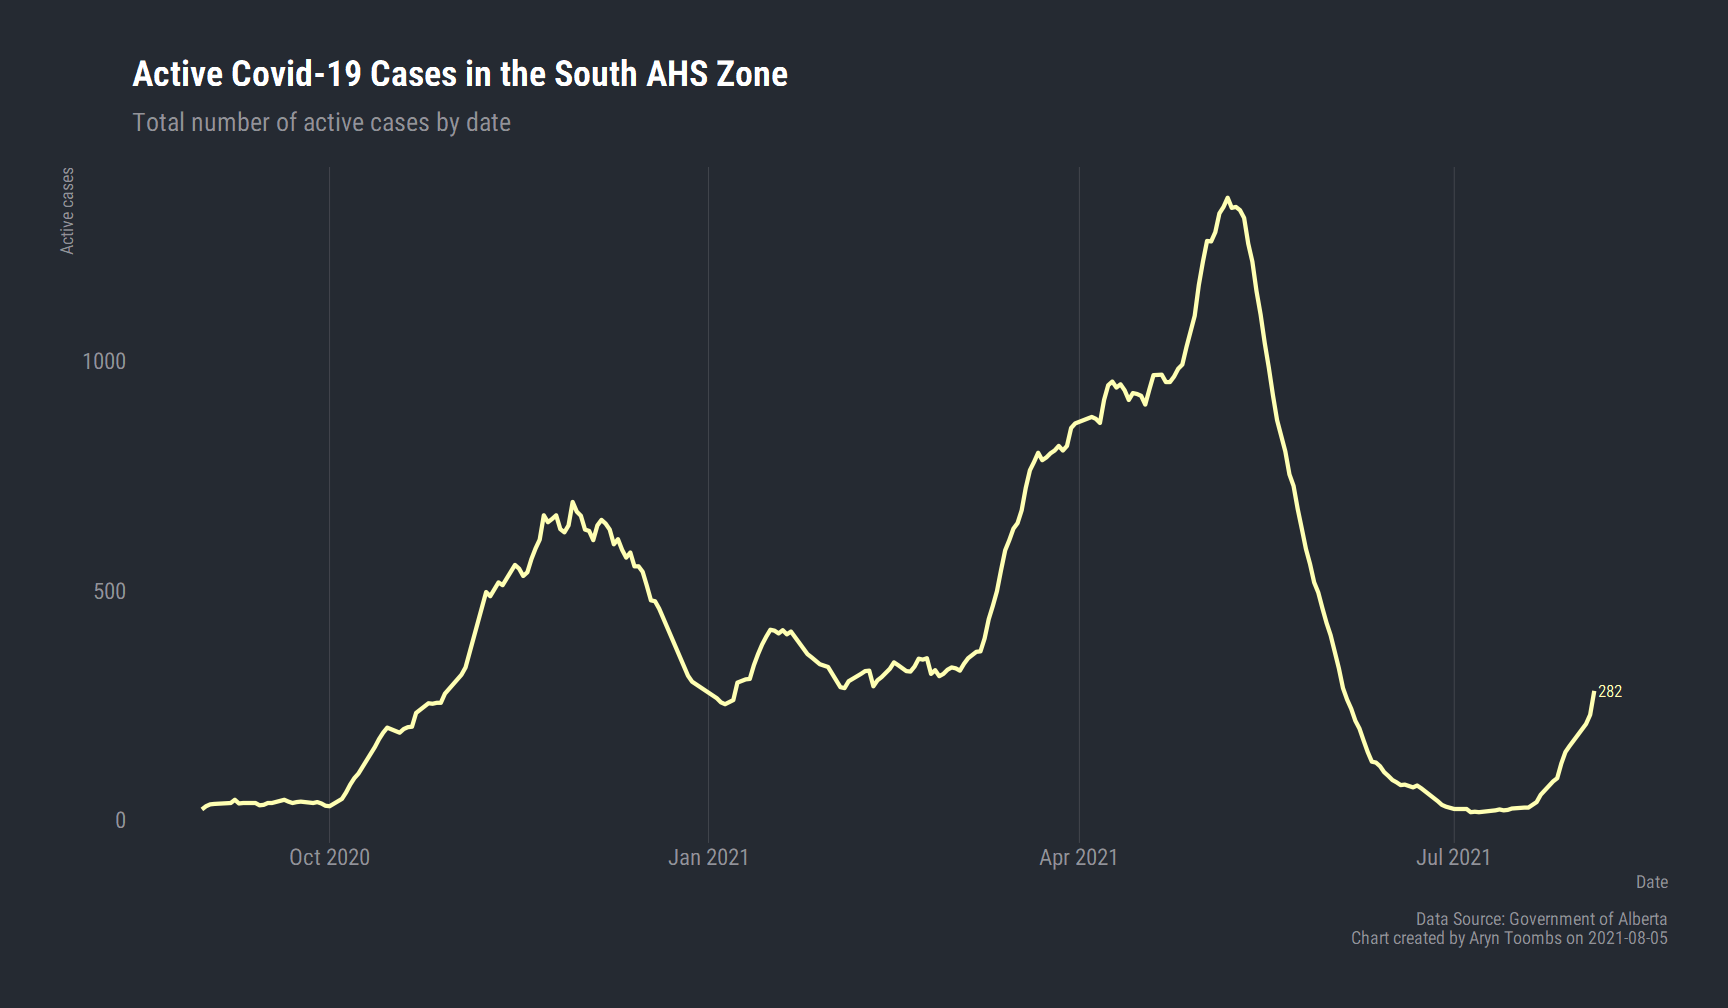 Active Covid-19 Cases in the South AHS Zone
Total number of active cases by date
Active cases
1000
500
0
282
Oct 2020
Jan 2021
Apr 2021
Jul 2021
Date
Data Source: Government of Alberta
Chart created by Aryn Toombs on 2021-08-05